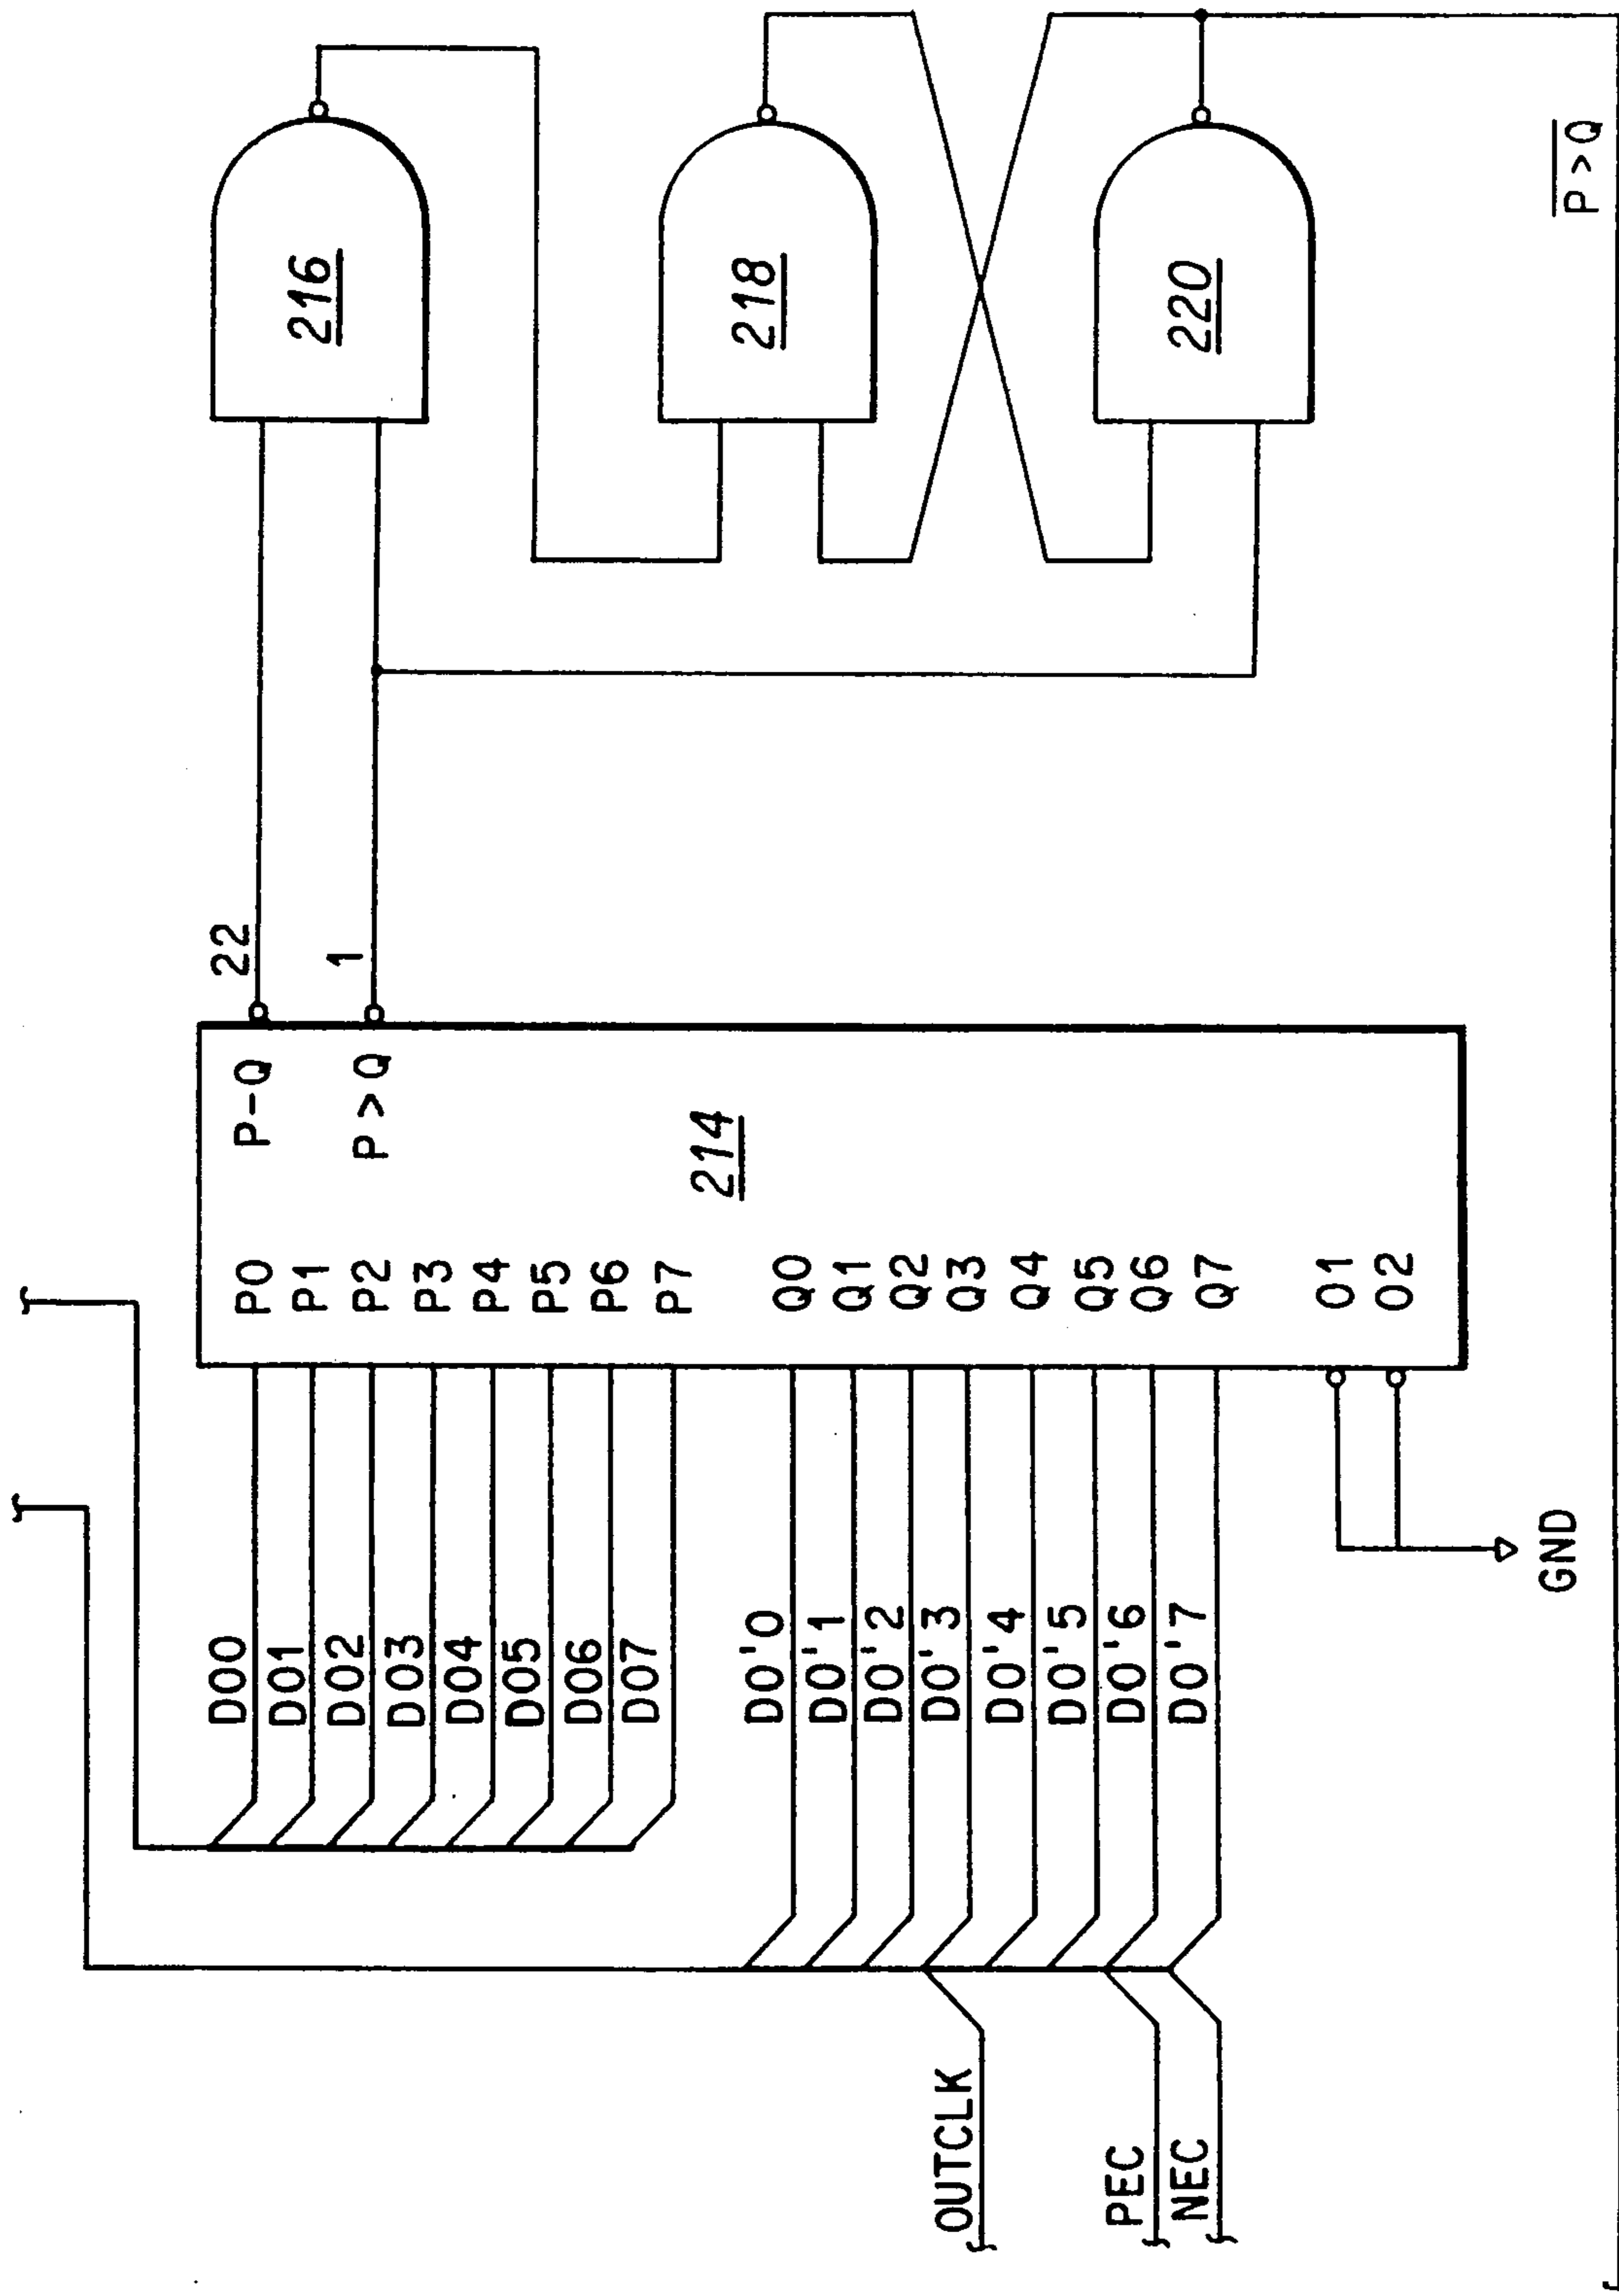 DO0
DO1
DO2
DO3
DO4
DO5
DO6
DO7
DO'0
DO'1
DO'2
DO'3
DO'4
DO'5
DO'6
DO'7
OUTCLK
PEC
NEC
GND
P0
P1
P2
P3
P4
P5
P6
P7
Q0
Q1
Q2
Q3
Q4
Q5
Q6
Q7
O1
O2
P-Q
P>Q
214
22
1
216
218
220
P>Q